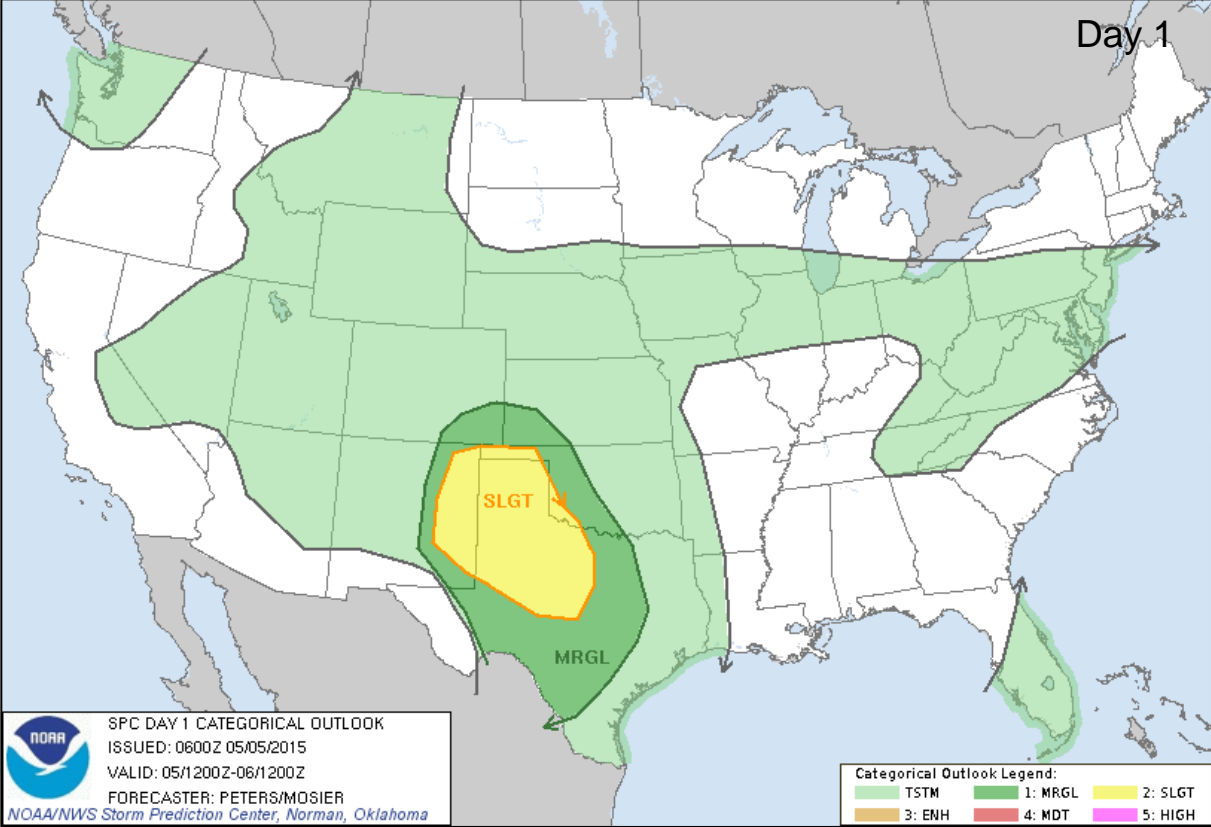 Day 1
SLGT
MRGL
NOAA
SPC DAY 1 CATEGORICAL OUTLOOK
ISSUED: 0600Z 05/05/2015
VALID: 05/1200Z-06/1200Z
FORECASTER: PETERS/MOSIER
NOAA/NWS Storm Prediction Center, Norman, Oklahoma
Categorical Outlook Legend:
TSTM 1: MRGL 2: SLGT
3: ENH 4: MDT 5: HIGH